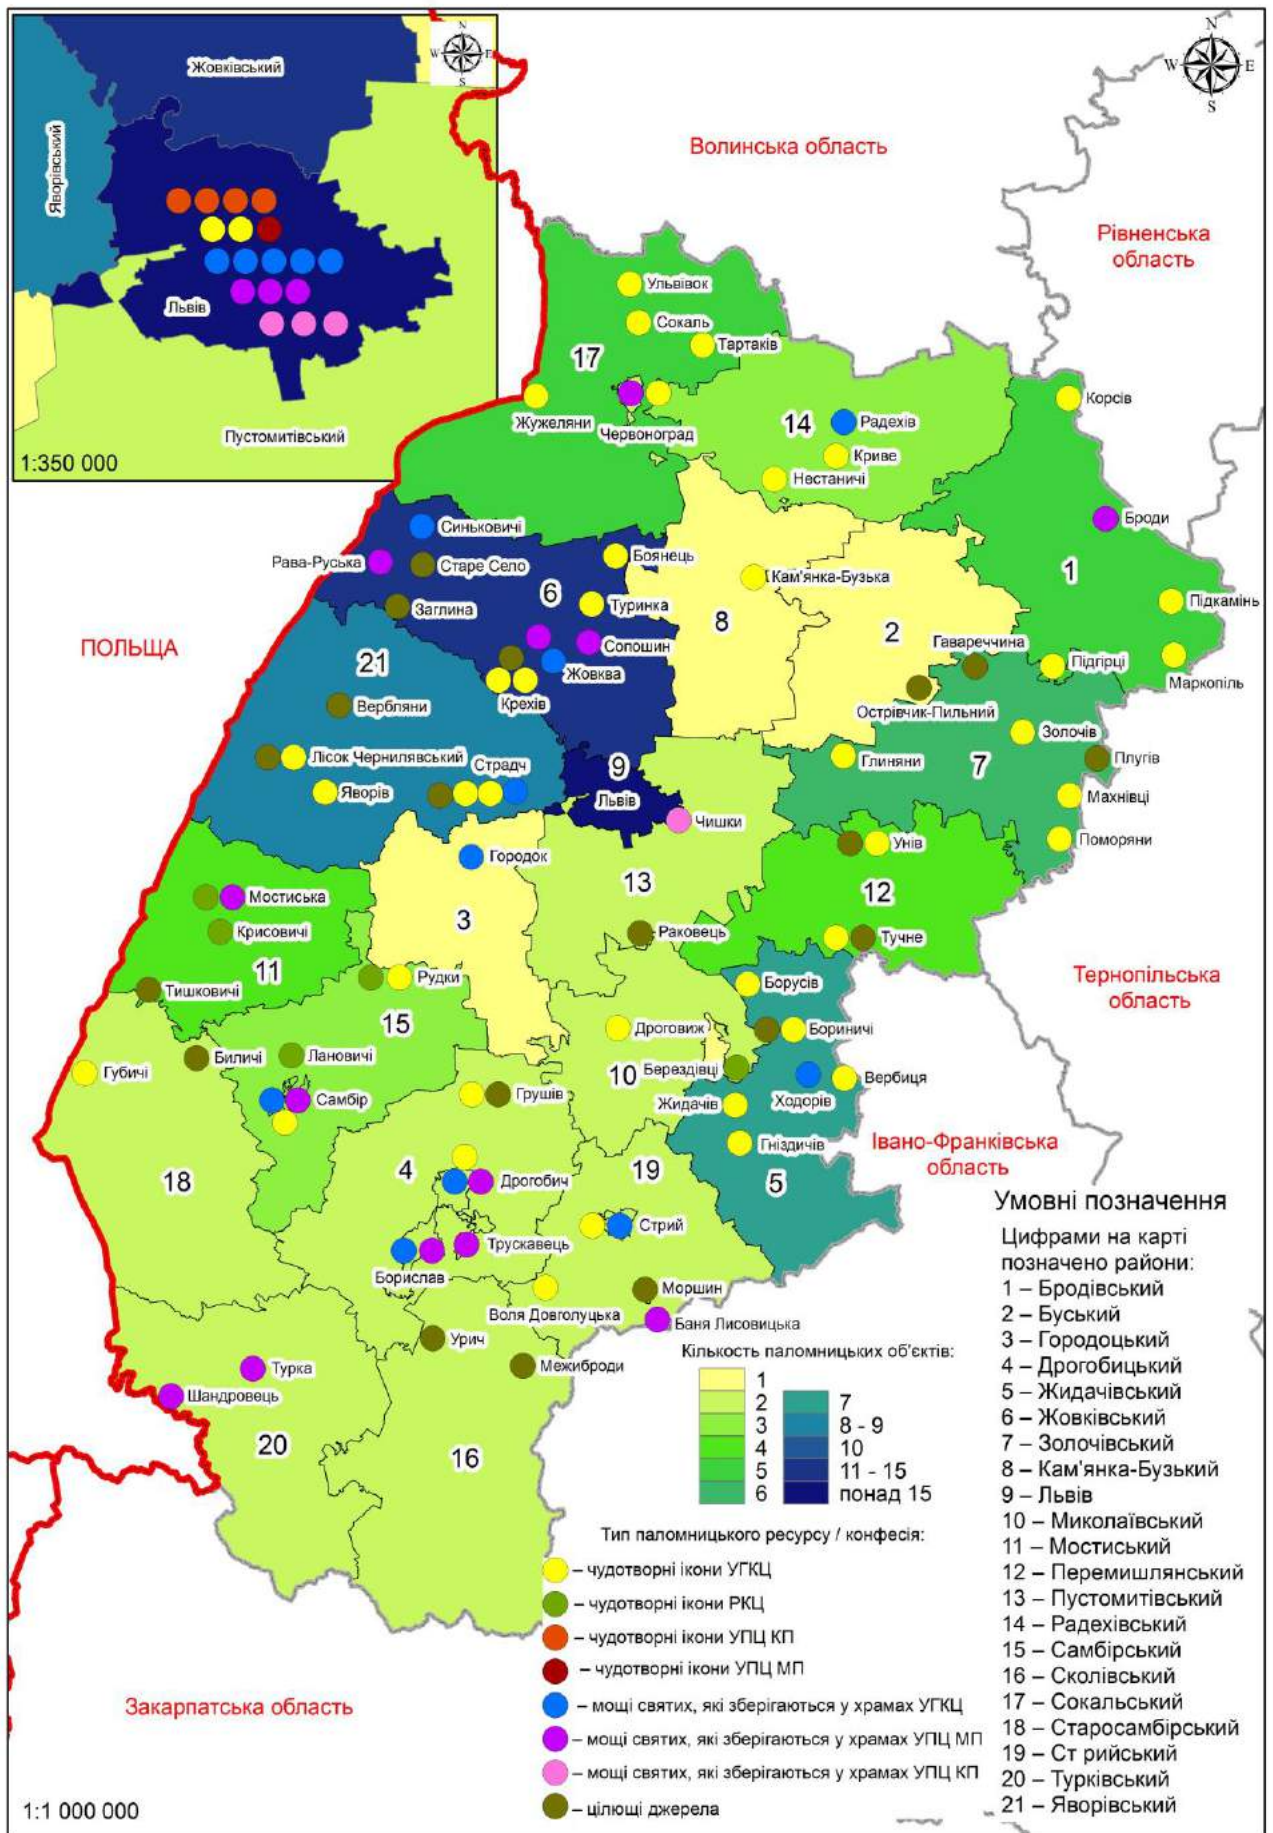 Жовківський
Яворівський
Львів
Пустомитівський
1:350 000
N
W
E
S
N
W
E
S
Волинська область
Рівненська
область
ПОЛЬЩА
Тернопільська
область
Івано-Франківська
область
Закарпатська область
Ульвівок
Сокаль
Тартаків
17
Жужеляни
Червоноград
14
Радехів
Криве
Нестаничі
Корсів
Броди
1
Підкамінь
Маркопіль
Підгірці
Синьковичі
Рава-Руська
Старе Село
Заглина
6
Боянець
Туринка
Сопошин
Жовква
Крехів
Кам'янка-Бузька
8
2
Гавареччина
Острівчик-Пильний
Золочів
Глиняни
7
Плугів
Махнівці
Поморяни
21
Вербляни
Лісок Чернилявський
Страдч
Яворів
9
Львів
Чишки
Городок
13
Унів
12
Тучне
3
Мостиська
Крисовичі
11
Тишковичі
Раковець
Рудки
15
Борусів
Дроговиж
Бориничі
Берездівці
10
Вербиця
Ходорів
Жидачів
Гніздичів
5
Биличі
Лановичі
Губичі
Самбір
Грушів
18
4
Дрогобич
19
Стрий
Трускавець
Борислав
Моршин
Воля Довголуцька
Баня Лисовицька
Урич
Межиброди
Турка
Шандровець
20
16
Кількість паломницьких об'єктів:
1
2
3
4
5
6
7
8 - 9
10
11 - 15
понад 15
Тип паломницького ресурсу / конфесія:
– чудотворні ікони УГКЦ
– чудотворні ікони РКЦ
– чудотворні ікони УПЦ КП
– чудотворні ікони УПЦ МП
– мощі святих, які зберігаються у храмах УГКЦ
– мощі святих, які зберігаються у храмах УПЦ МП
– мощі святих, які зберігаються у храмах УПЦ КП
– цілющі джерела
Умовні позначення
Цифрами на карті
позначено райони:
1 – Бродівський
2 – Буський
3 – Городоцький
4 – Дрогобицький
5 – Жидачівський
6 – Жовківський
7 – Золочівський
8 – Кам'янка-Бузький
9 – Львів
10 – Миколаївський
11 – Мостиський
12 – Перемишлянський
13 – Пустомитівський
14 – Радехівський
15 – Самбірський
16 – Сколівський
17 – Сокальський
18 – Старосамбірський
19 – Ст рийський
20 – Турківський
21 – Яворівський
1:1 000 000